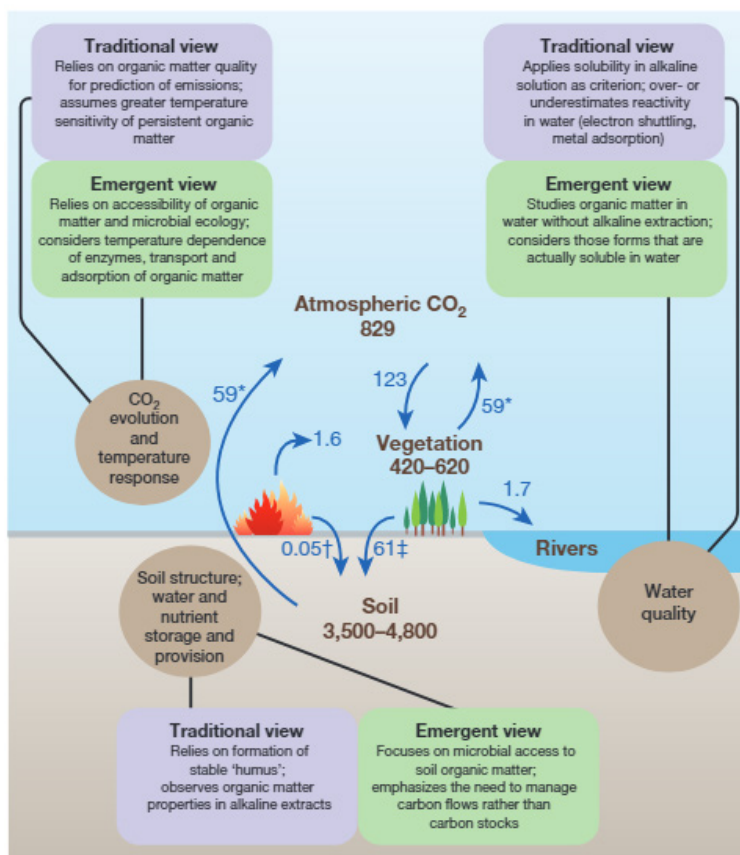 Traditional view
Relies on organic matter quality
for prediction of emissions;
assumes greater temperature
sensitivity of persistent organic
matter
Emergent view
Relies on accessibility of organic
matter and microbial ecology;
considers temperature dependence
of enzymes, transport and
adsorption of organic matter
Traditional view
Applies solubility in alkaline
solution as criterion; over- or
underestimates reactivity
in water (electron shuttling,
metal adsorption)
Emergent view
Studies organic matter in
water without alkaline extraction;
considers those forms that are
actually soluble in water
Atmospheric CO₂
829
59*
123
59*
CO₂
evolution
and
temperature
response
1.6
Vegetation
420–620
1.7
0.05†
61‡
Rivers
Soil structure;
water and
nutrient
storage and
provision
Soil
3,500–4,800
Water
quality
Traditional view
Relies on formation of
stable ‘humus’;
observes organic matter
properties in alkaline extracts
Emergent view
Focuses on microbial access to
soil organic matter;
emphasizes the need to manage
carbon flows rather than
carbon stocks